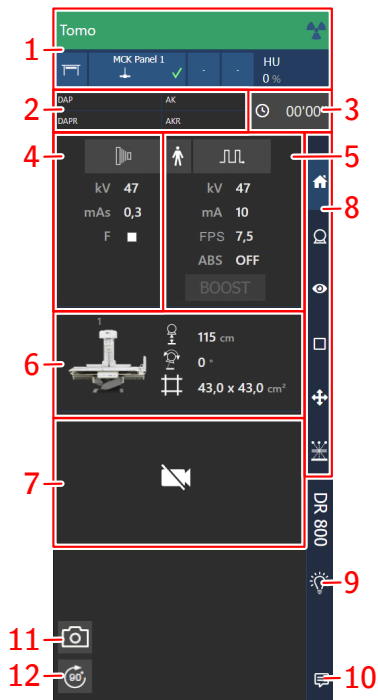 Tomo
1
MCK Panel 1
-
-
HU
0 %
2
DAP
AK
DAPR
AKR
3
00'00
4
kV 47
mAs 0,3
F
5
kV 47
mA 10
FPS 7,5
ABS OFF
BOOST
8
6
1
115 cm
0 °
43,0 x 43,0 cm²
7
DR 800
9
10
11
12
90°